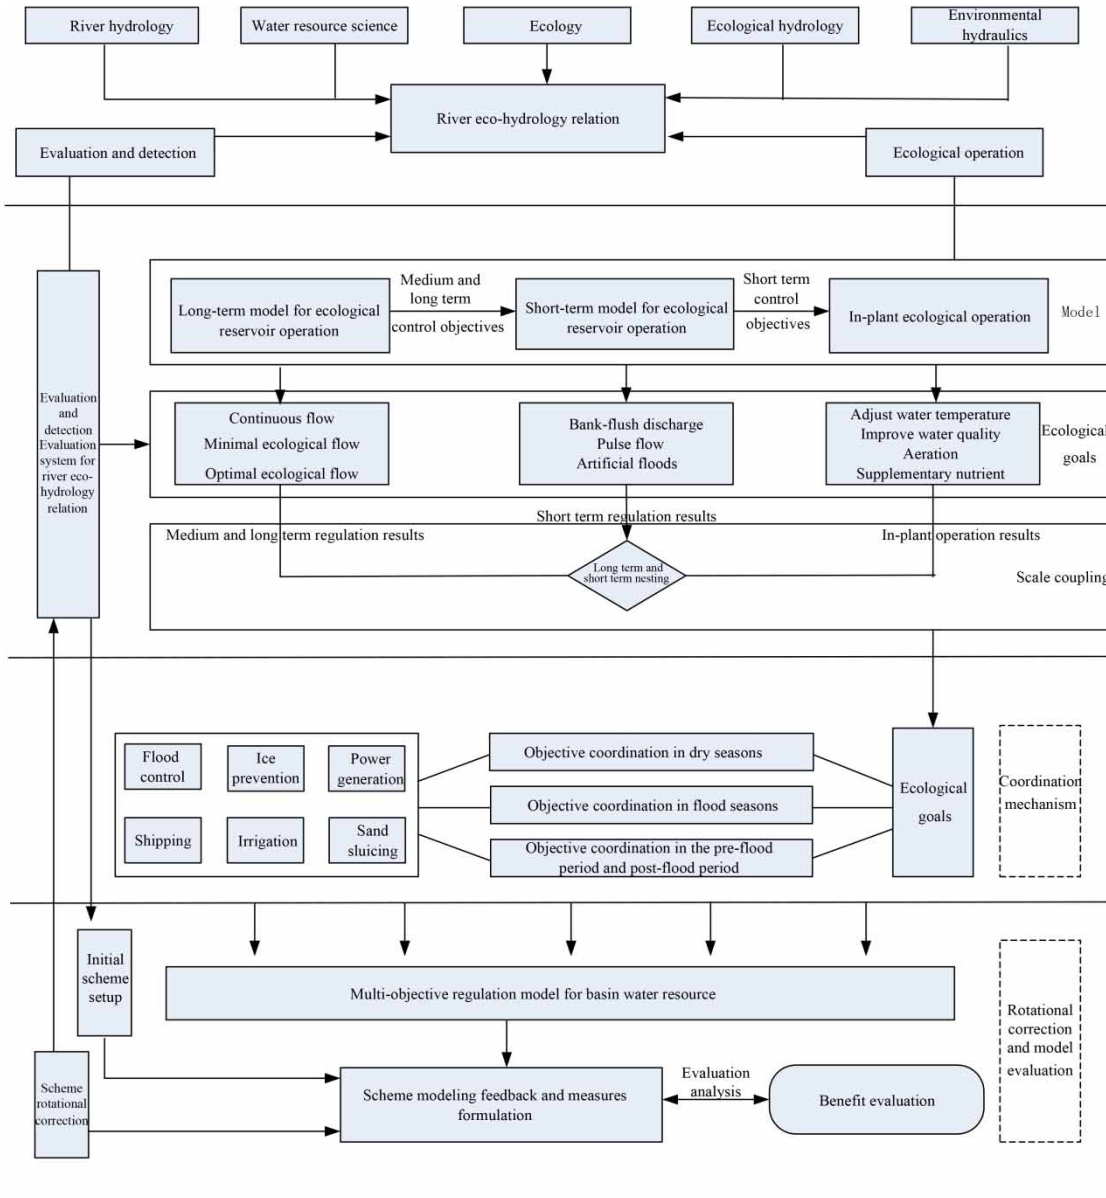 River hydrology
Water resource science
Ecology
Ecological hydrology
Environmental
hydraulics
River eco-hydrology relation
Evaluation and detection
Ecological operation
Long-term model for ecological
reservoir operation
Medium and
long term
control objectives
Short-term model for ecological
reservoir operation
Short term
control
objectives
In-plant ecological operation
Model
Evaluation
and
detection
Evaluation
system for
river eco-
hydrology
relation
Continuous flow
Minimal ecological flow
Optimal ecological flow
Bank-flush discharge
Pulse flow
Artificial floods
Adjust water temperature
Improve water quality
Aeration
Supplementary nutrient
Ecological
goals
Short term regulation results
Medium and long term regulation results
In-plant operation results
Long term and
short term nesting
Scale coupling
Flood
control
Ice
prevention
Power
generation
Shipping
Irrigation
Sand
sluicing
Objective coordination in dry seasons
Objective coordination in flood seasons
Objective coordination in the pre-flood
period and post-flood period
Ecological
goals
Coordination
mechanism
Initial
scheme
setup
Multi-objective regulation model for basin water resource
Rotational
correction
and model
evaluation
Scheme
rotational
correction
Scheme modeling feedback and measures
formulation
Evaluation
analysis
Benefit evaluation